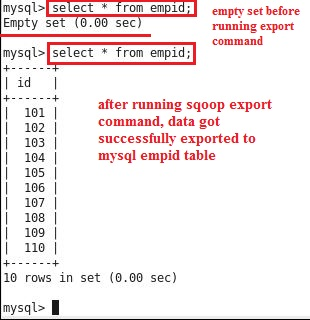 mysql> select * from empid;
Empty set (0.00 sec)
empty set before
running export
command
mysql> select * from empid;
+------+
| id   |
+------+
|  101 |
|  102 |
|  103 |
|  104 |
|  105 |
|  106 |
|  107 |
|  108 |
|  109 |
|  110 |
+------+
after running sqoop export
command, data got
successfully exported to
mysql empid table
10 rows in set (0.00 sec)
mysql>